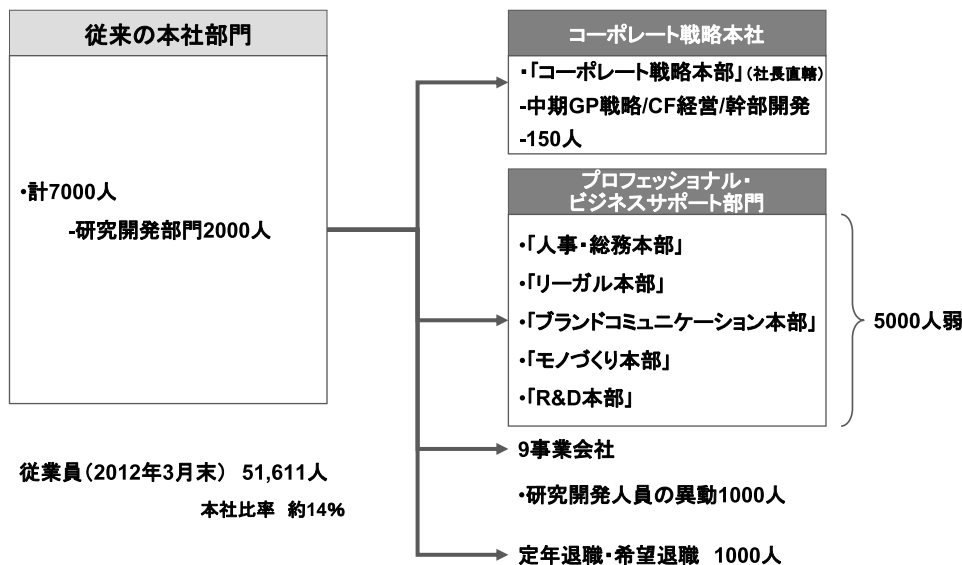 従来の本社部門
・計7000人
-研究開発部門2000人
従業員(2012年3月末) 51,611人
本社比率 約14%
コーポレート戦略本社
・「コーポレート戦略本部」(社長直轄)
-中期GP戦略/CF経営/幹部開発
-150人
プロフェッショナル・
ビジネスサポート部門
・「人事・総務本部」
・「リーガル本部」
・「ブランドコミュニケーション本部」
・「モノづくり本部」
・「R&D本部」
5000人弱
9事業会社
・研究開発人員の異動1000人
定年退職・希望退職 1000人